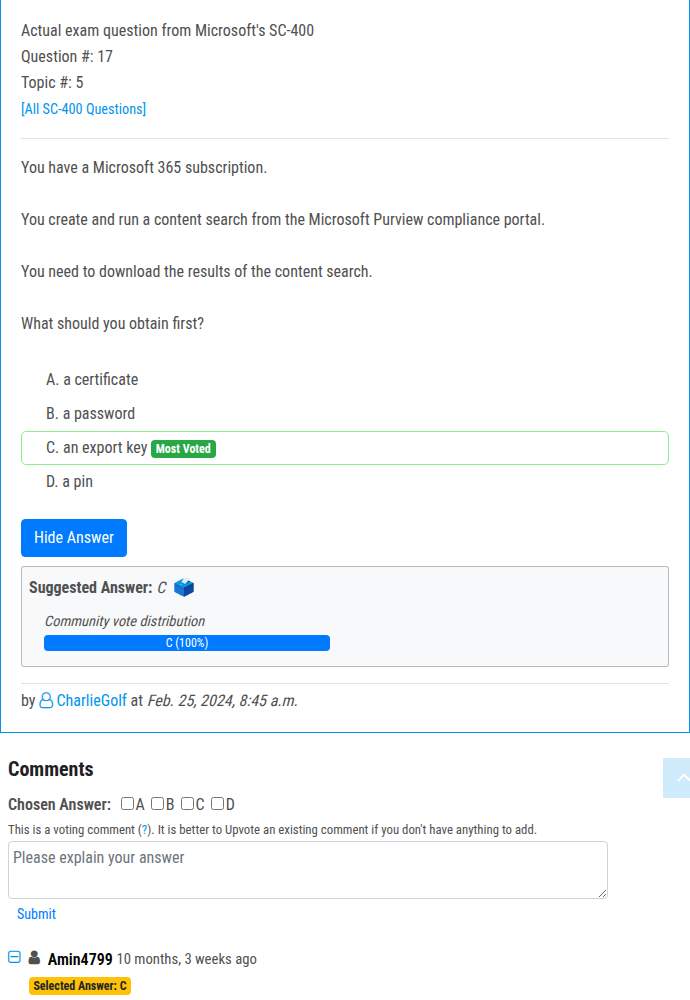 Actual exam question from Microsoft's SC-400
Question #: 17
Topic #: 5
[All SC-400 Questions]
You have a Microsoft 365 subscription.
You create and run a content search from the Microsoft Purview compliance portal.
You need to download the results of the content search.
What should you obtain first?
A. a certificate
B. a password
C. an export key Most Voted
D. a pin
Hide Answer
Suggested Answer: C
Community vote distribution
C (100%)
by CharlieGolf at Feb. 25, 2024, 8:45 a.m.
Comments
Chosen Answer: A B C D
This is a voting comment (?). It is better to Upvote an existing comment if you don't have anything to add.
Please explain your answer
Submit
Amin4799 10 months, 3 weeks ago
Selected Answer: C